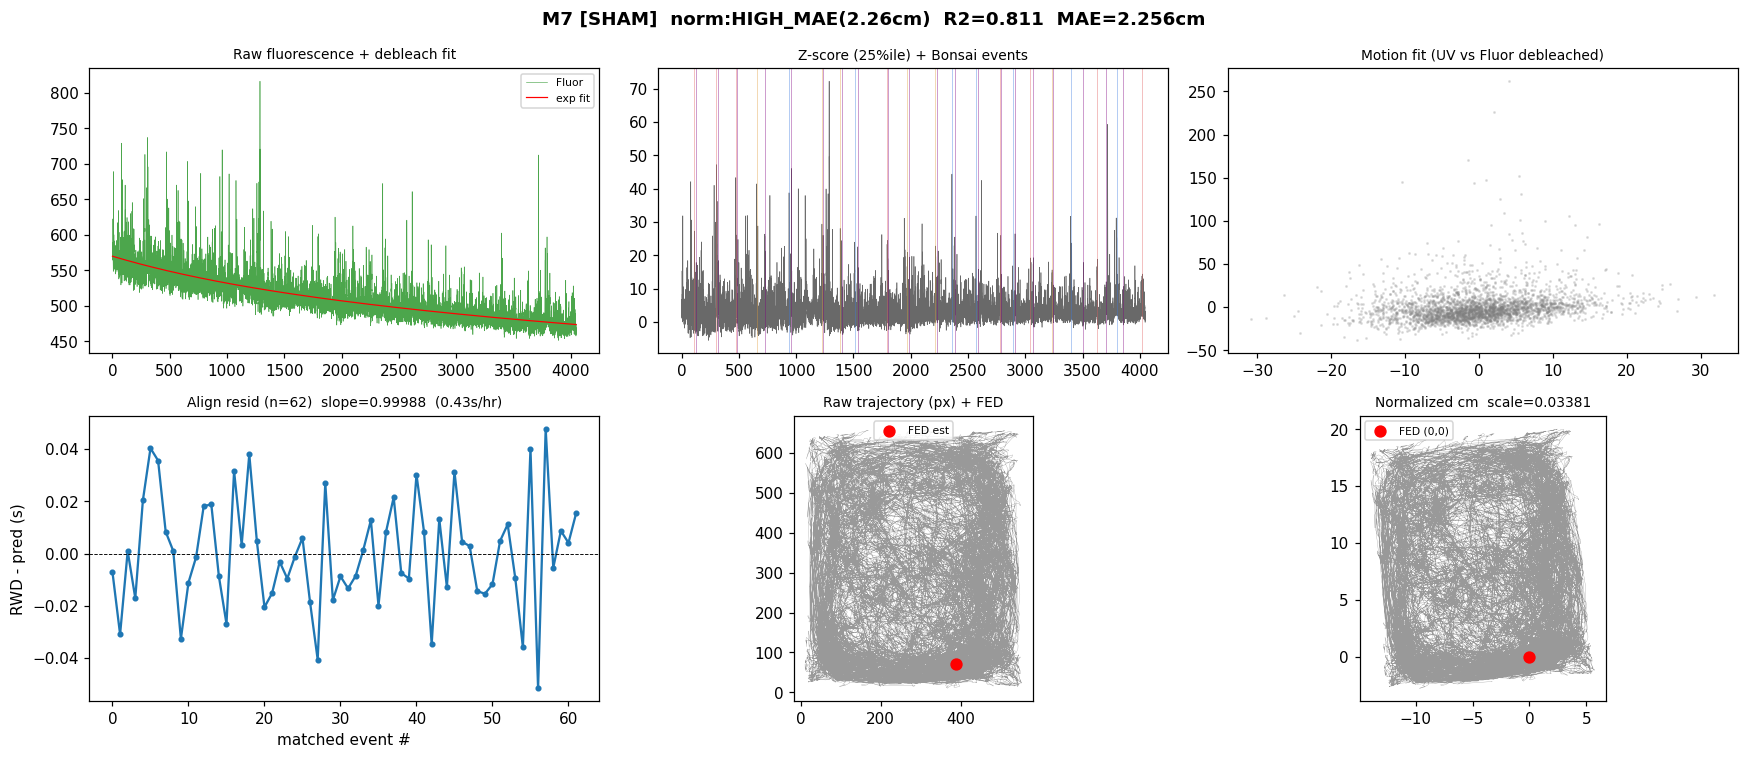 M7 [SHAM]  norm:HIGH_MAE(2.26cm)  R2=0.811  MAE=2.256cm
Raw fluorescence + debleach fit
Fluor
exp fit
800
750
700
650
600
550
500
450
0 500 1000 1500 2000 2500 3000 3500 4000
Z-score (25%ile) + Bonsai events
70
60
50
40
30
20
10
0
0 500 1000 1500 2000 2500 3000 3500 4000
Motion fit (UV vs Fluor debleached)
250
200
150
100
50
0
−50
−30 −20 −10 0 10 20 30
Align resid (n=62)  slope=0.99988  (0.43s/hr)
RWD - pred (s)
0.04
0.02
0.00
−0.02
−0.04
0 10 20 30 40 50 60
matched event #
Raw trajectory (px) + FED
FED est
600
500
400
300
200
100
0
0 200 400
Normalized cm  scale=0.03381
FED (0,0)
20
15
10
5
0
−10 −5 0 5